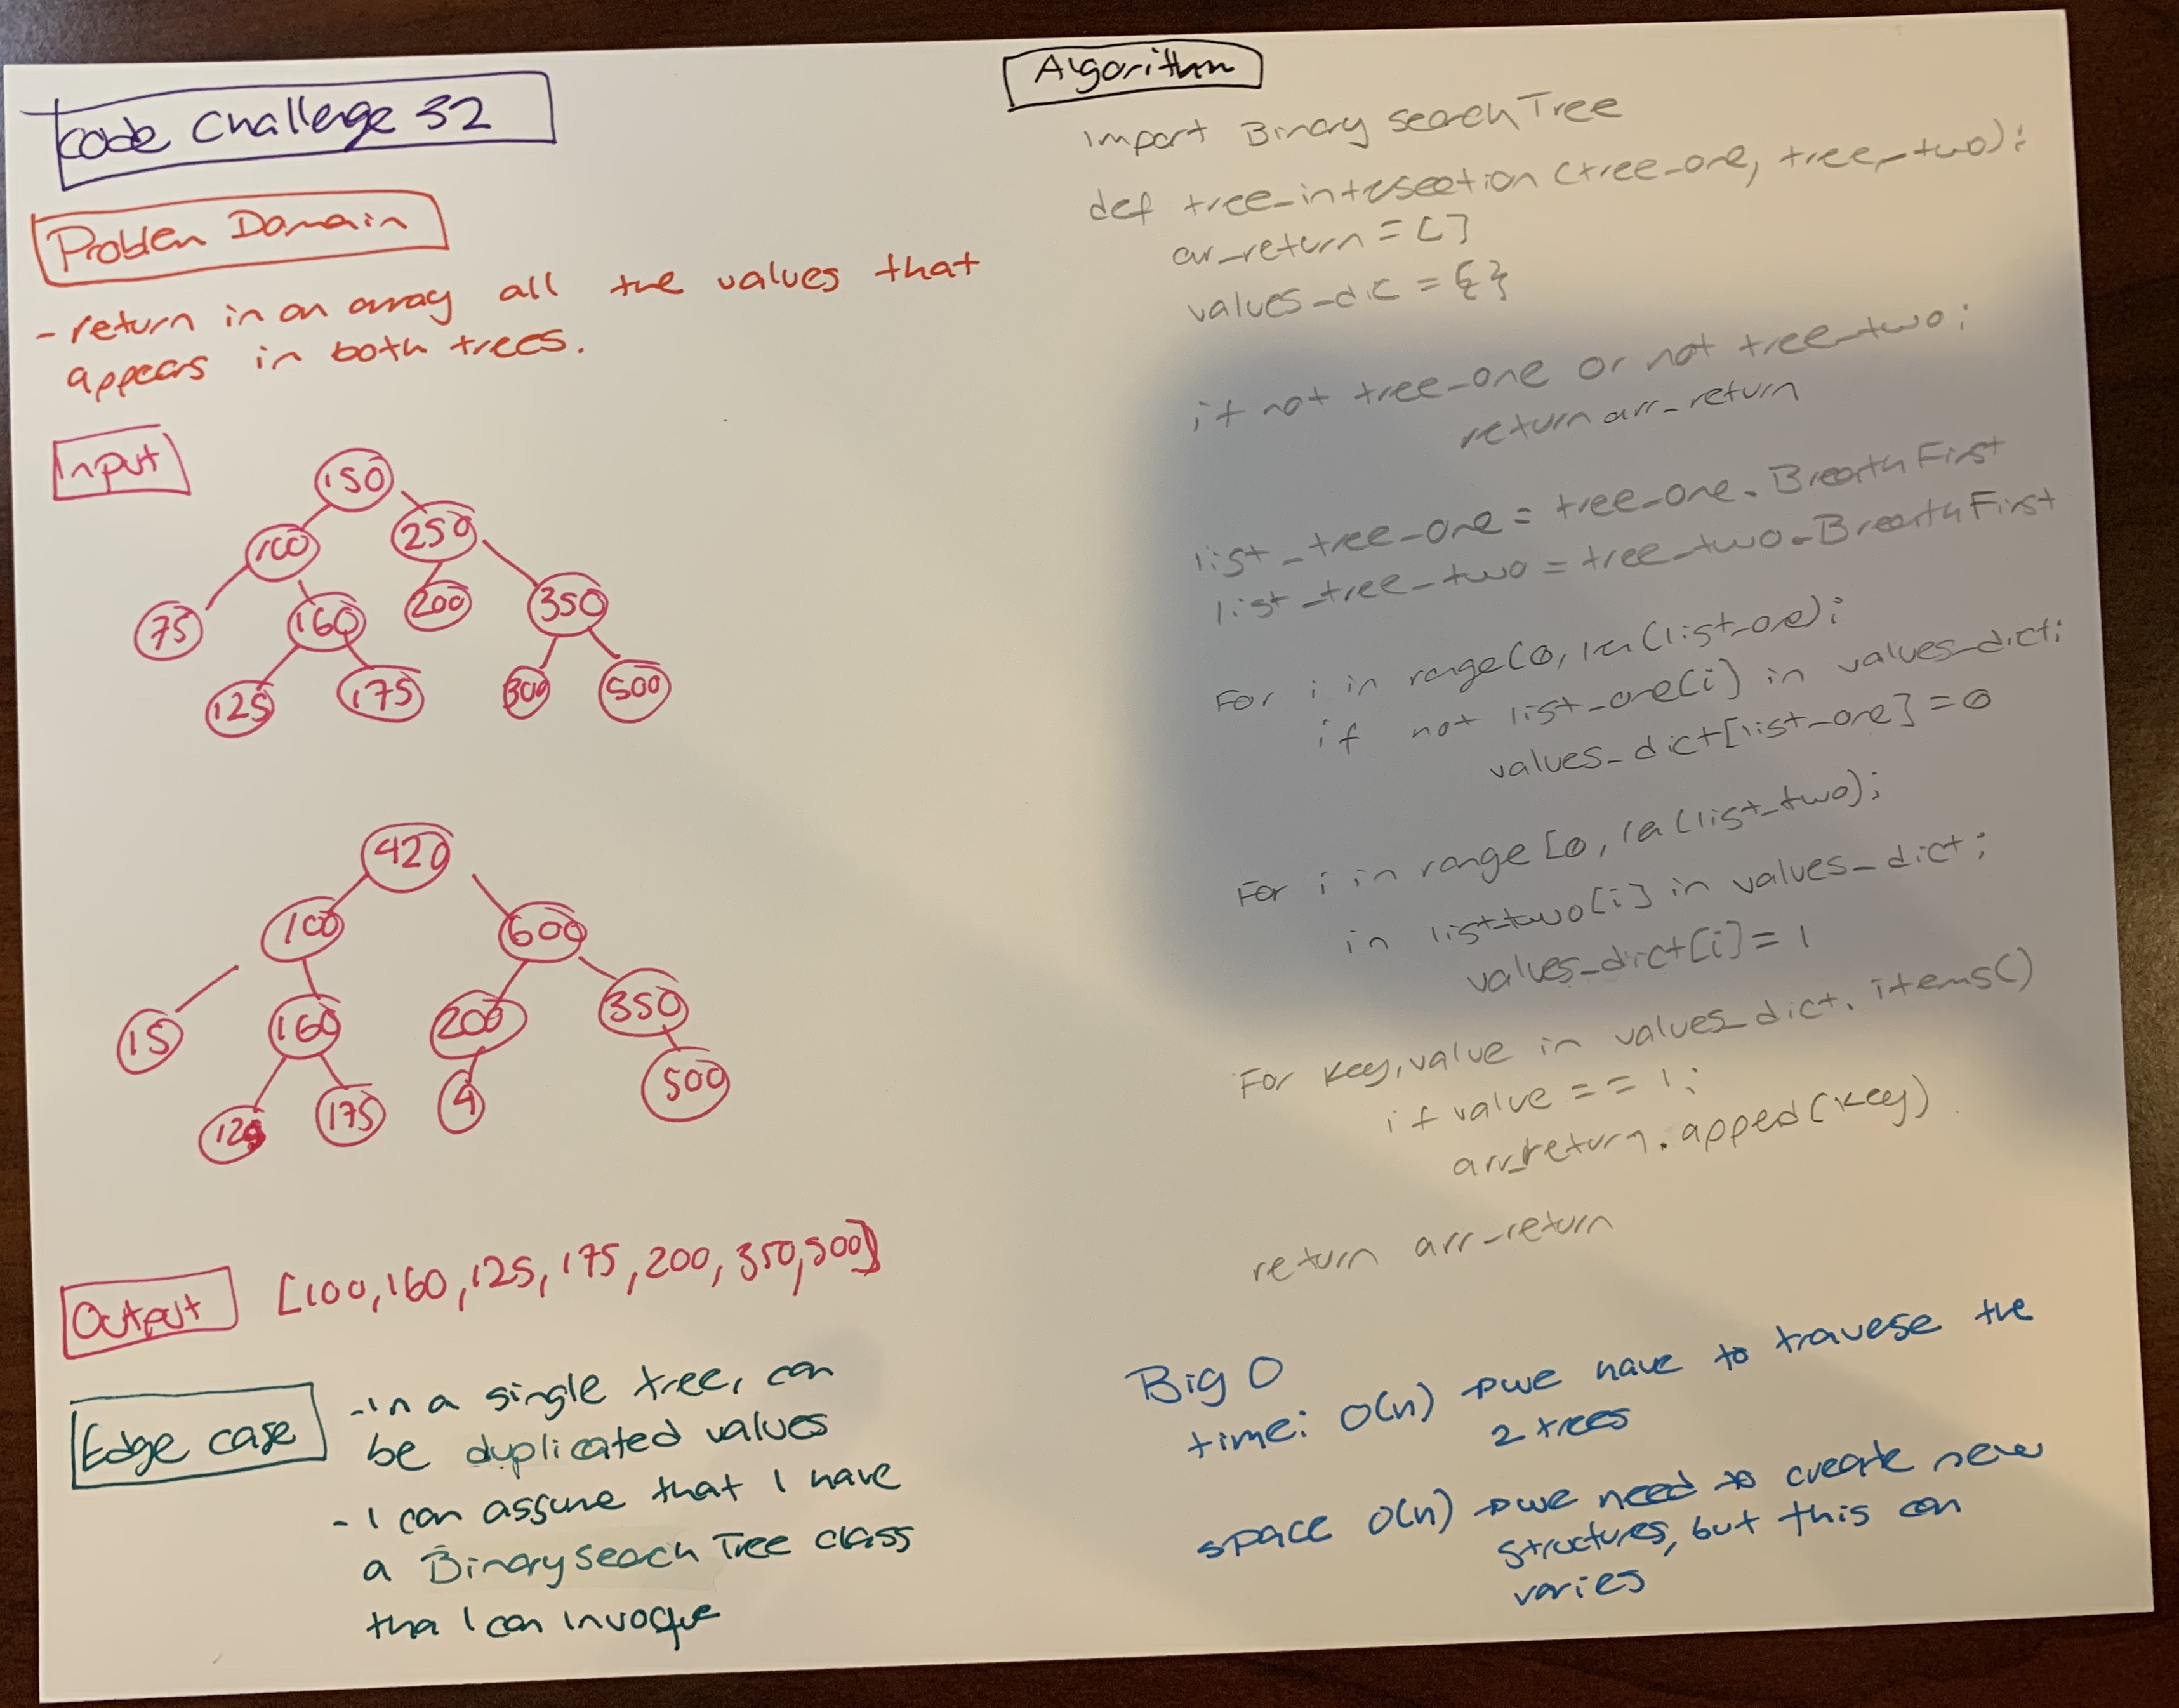 Code Challenge 32
Problem Domain
- return in an array all the values that
appears in both trees.
Input
150
100 250
75 160 200 350
125 175 300 500
420
100 600
15 160 200 350
125 175 4 500
Output [100,160,125,175,200,350,500]
Edge case
- in a single tree, can
be duplicated values
- I can assume that I have
a Binary Seach Tree class
tha I can invoque
Algorithm
import Binary Search Tree
def tree_intesection (tree_one, tree_two):
arr_return = []
values_dic = {}
if not tree_one or not tree_two:
return arr_return
list_tree_one = tree_one.BreathFirst
list_tree_two = tree_two.BreathFirst
For i in range(0, len(list_one):
if not list_one(i) in values_dict:
values_dict[list_one] = 0
For i in range[0, len(list_two):
in list_two[i] in values_dict:
values_dict[i] = 1
For key,value in values_dict.items()
if value == 1:
arr_return.apped(key)
return arr_return
Big O
time: O(n) → we have to travese the
2 trees
space O(n) → we need to create new
structures, but this can
varies